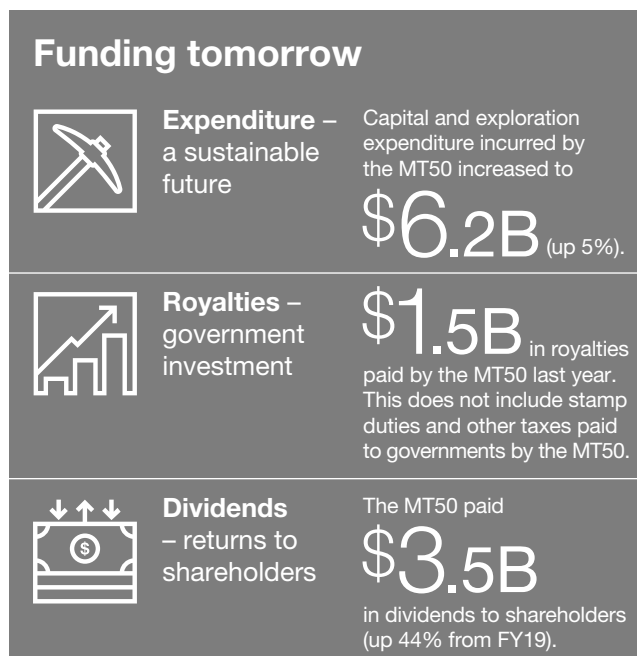 Funding tomorrow
Expenditure –
a sustainable
future
Capital and exploration
expenditure incurred by
the MT50 increased to
$6.2B (up 5%).
Royalties –
government
investment
$1.5B in royalties
paid by the MT50 last year.
This does not include stamp
duties and other taxes paid
to governments by the MT50.
Dividends
– returns to
shareholders
$
The MT50 paid
$3.5B
in dividends to shareholders
(up 44% from FY19).